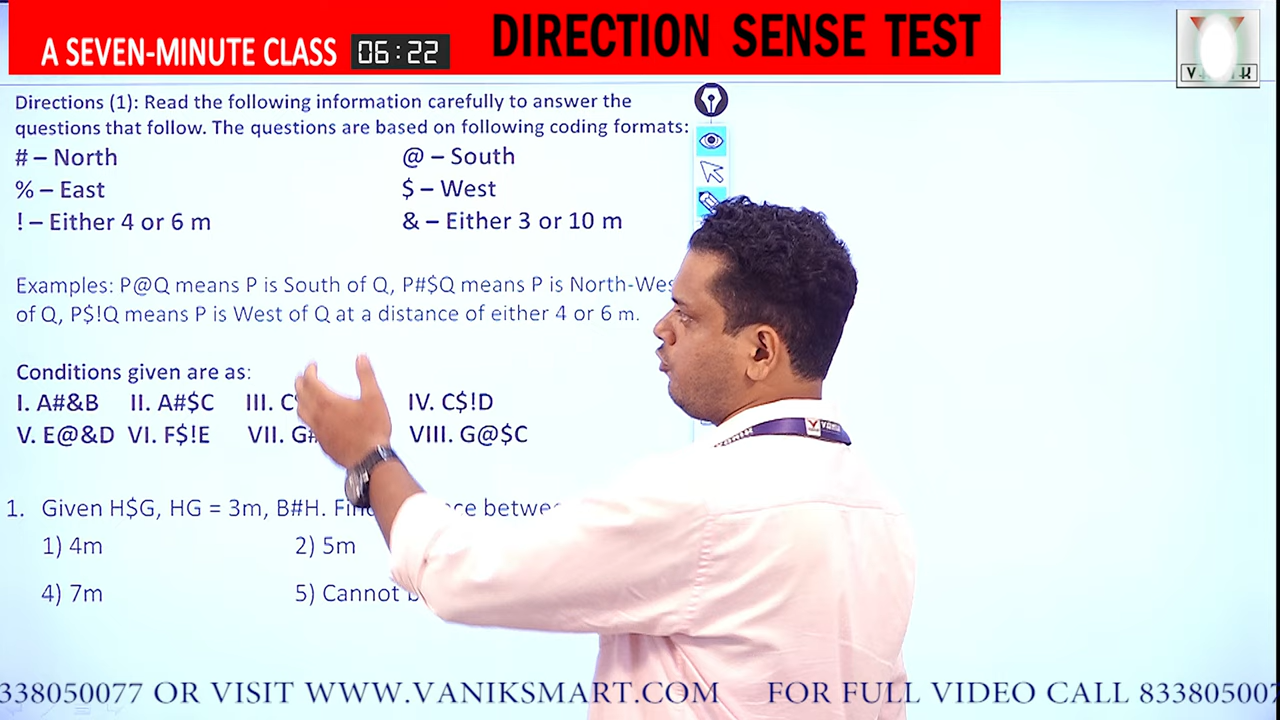 A SEVEN-MINUTE CLASS 06:22 DIRECTION SENSE TEST
Directions (1): Read the following information carefully to answer the
questions that follow. The questions are based on following coding formats:
# – North @ – South
% – East $ – West
! – Either 4 or 6 m & – Either 3 or 10 m
Examples: P@Q means P is South of Q, P#$Q means P is North-Wes
of Q, P$!Q means P is West of Q at a distance of either 4 or 6 m.
Conditions given are as:
I. A#&B II. A#$C III. C IV. C$!D
V. E@&D VI. F$!E VII. G# VIII. G@$C
1. Given H$G, HG = 3m, B#H. Fin ce betwe
1) 4m 2) 5m
4) 7m 5) Cannot b
338050077 OR VISIT WWW.VANIKSMART.COM FOR FULL VIDEO CALL 83380500